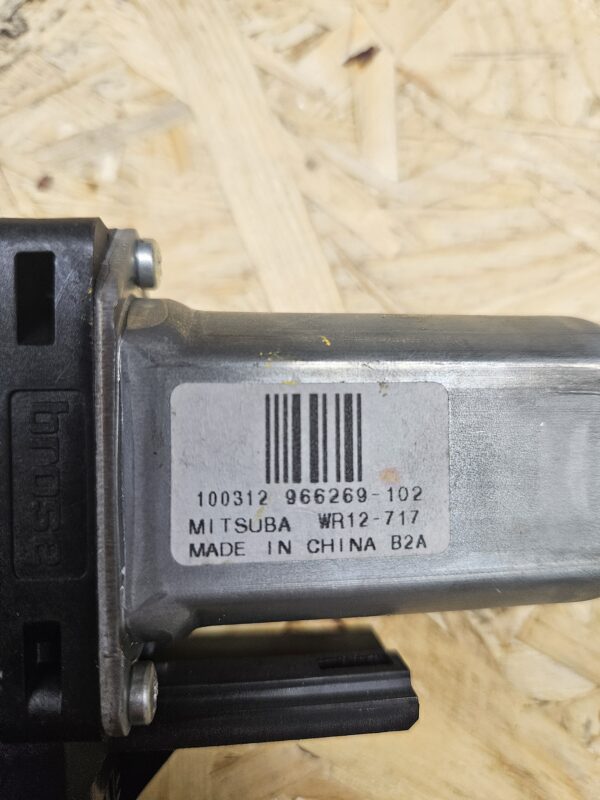 brose
100312 966269-102
MITSUBA WR12-717
MADE IN CHINA B2A